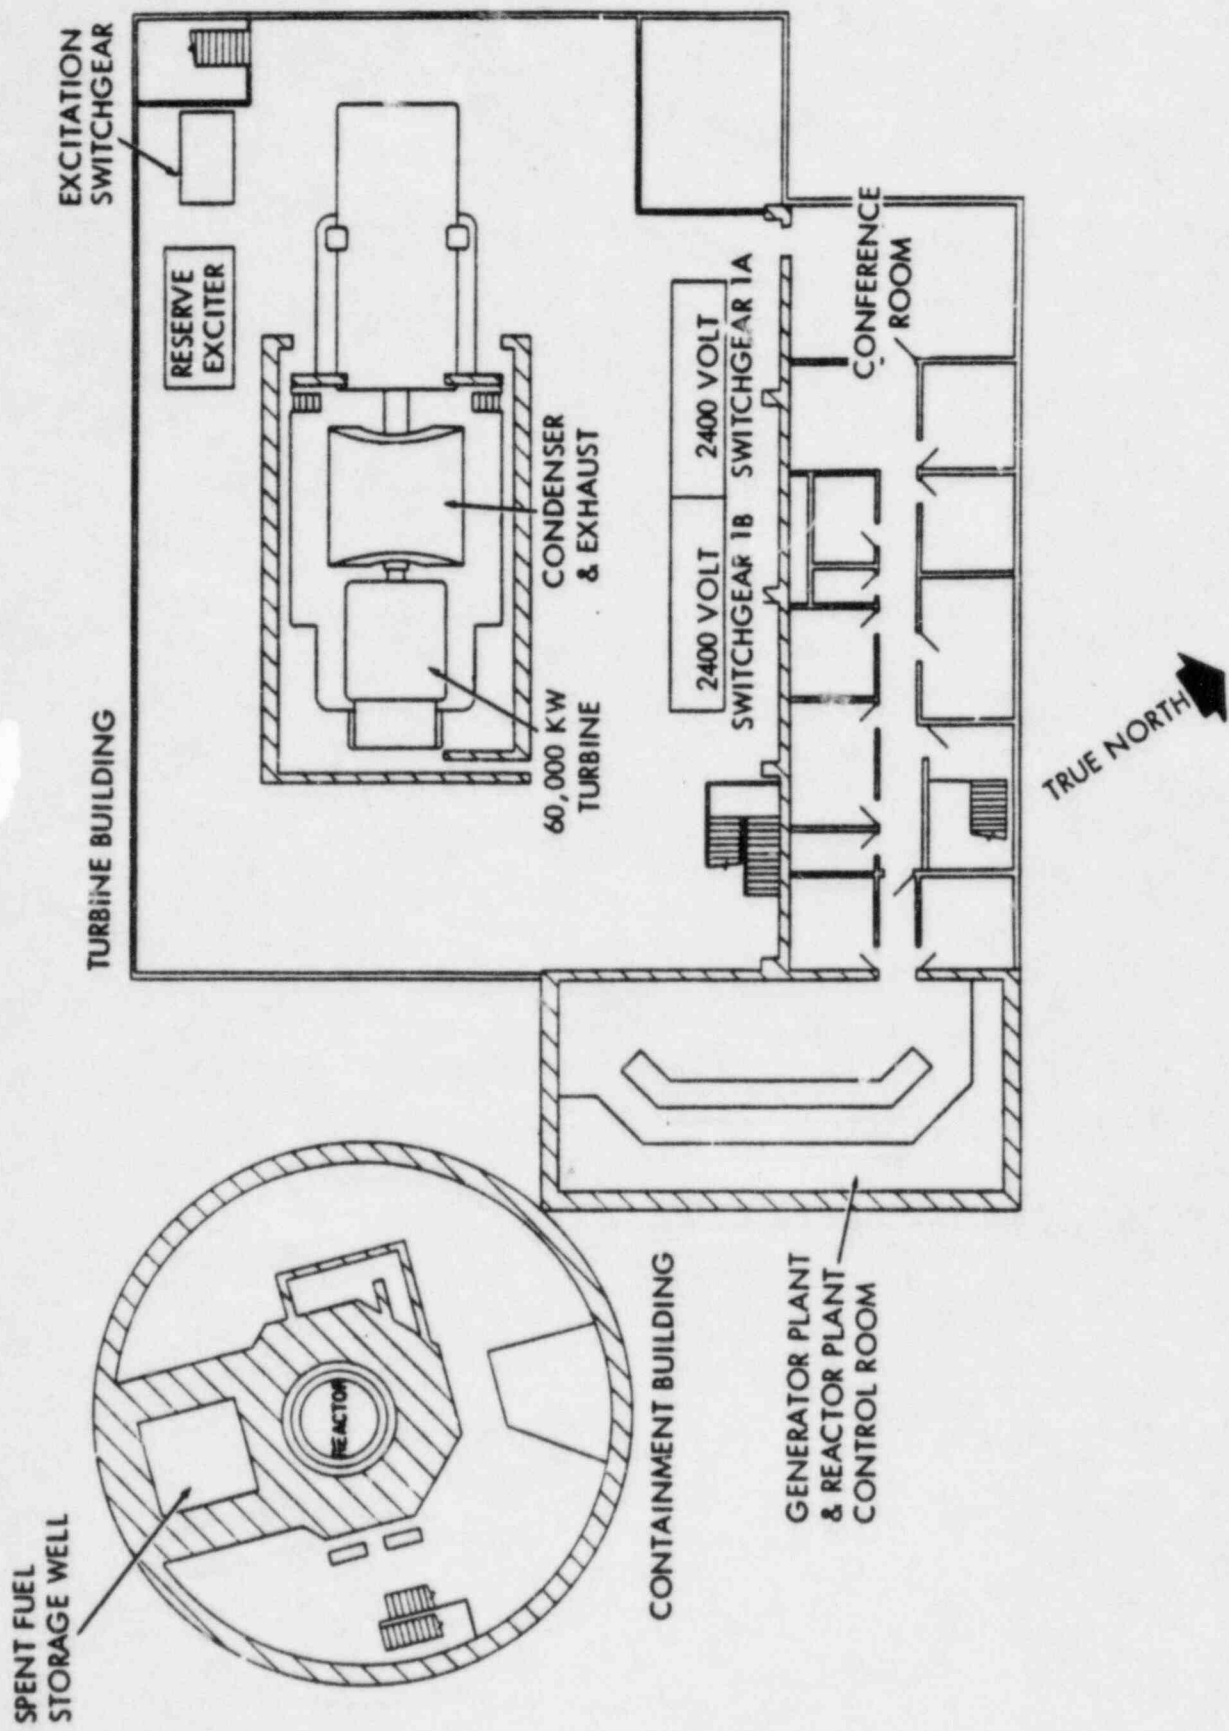 SPENT FUEL
STORAGE WELL
TURBINE BUILDING
EXCITATION
SWITCHGEAR
RESERVE
EXCITER
REACTOR
CONDENSER
& EXHAUST
60,000 KW
TURBINE
CONTAINMENT BUILDING
2400 VOLT
SWITCHGEAR 1B
2400 VOLT
SWITCHGEAR 1A
GENERATOR PLANT
& REACTOR PLANT
CONTROL ROOM
CONFERENCE
ROOM
TRUE NORTH